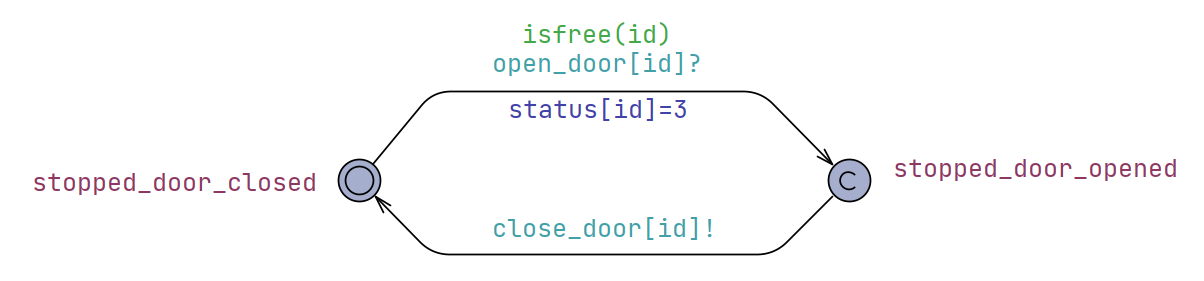 isfree(id)
open_door[id]?
status[id]=3
stopped_door_closed
C
stopped_door_opened
close_door[id]!